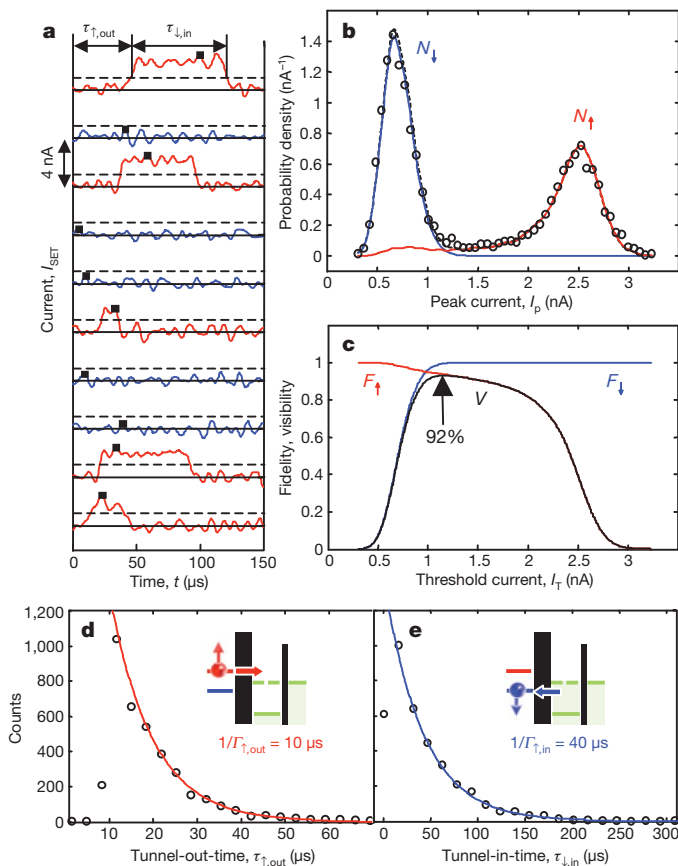 a
τ↑,out
τ↓,in
4 nA
Current, I_SET
0
50
100
150
Time, t (µs)
b
1.4
1.2
1
0.8
0.6
0.4
0.2
0
Probability density (nA⁻¹)
N↓
N↑
0
0.5
1
1.5
2
2.5
3
Peak current, I_p (nA)
c
1
0.8
0.6
0.4
0.2
0
Fidelity, visibility
F↑
F↓
V
92%
0
0.5
1
1.5
2
2.5
3
Threshold current, I_T (nA)
d
1,200
1,000
800
600
400
200
0
Counts
1/Γ↑,out = 10 µs
10
20
30
40
50
60
Tunnel-out-time, τ↑,out (µs)
e
1/Γ↑,in = 40 µs
0
50
100
150
200
250
300
Tunnel-in-time, τ↓,in (µs)